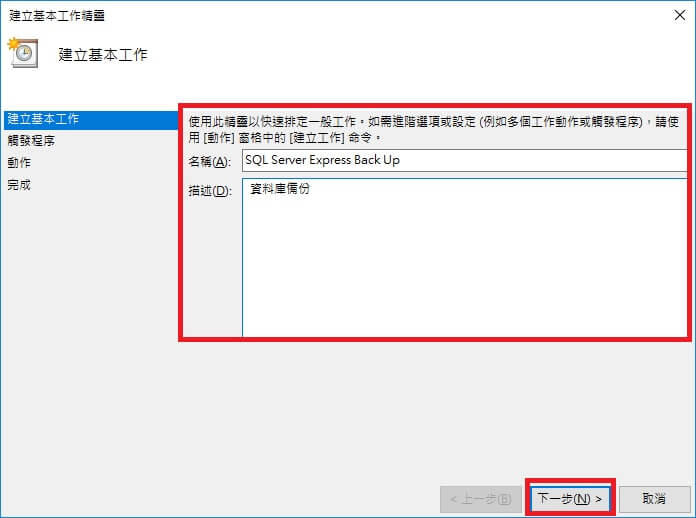 建立基本工作精靈
建立基本工作
建立基本工作
觸發程序
動作
完成
使用此精靈以快速排定一般工作。如需進階選項或設定 (例如多個工作動作或觸發程序)，請使
用 [動作] 窗格中的 [建立工作] 命令。
名稱(A): SQL Server Express Back Up
描述(D): 資料庫備份
< 上一步(B) 下一步(N) > 取消